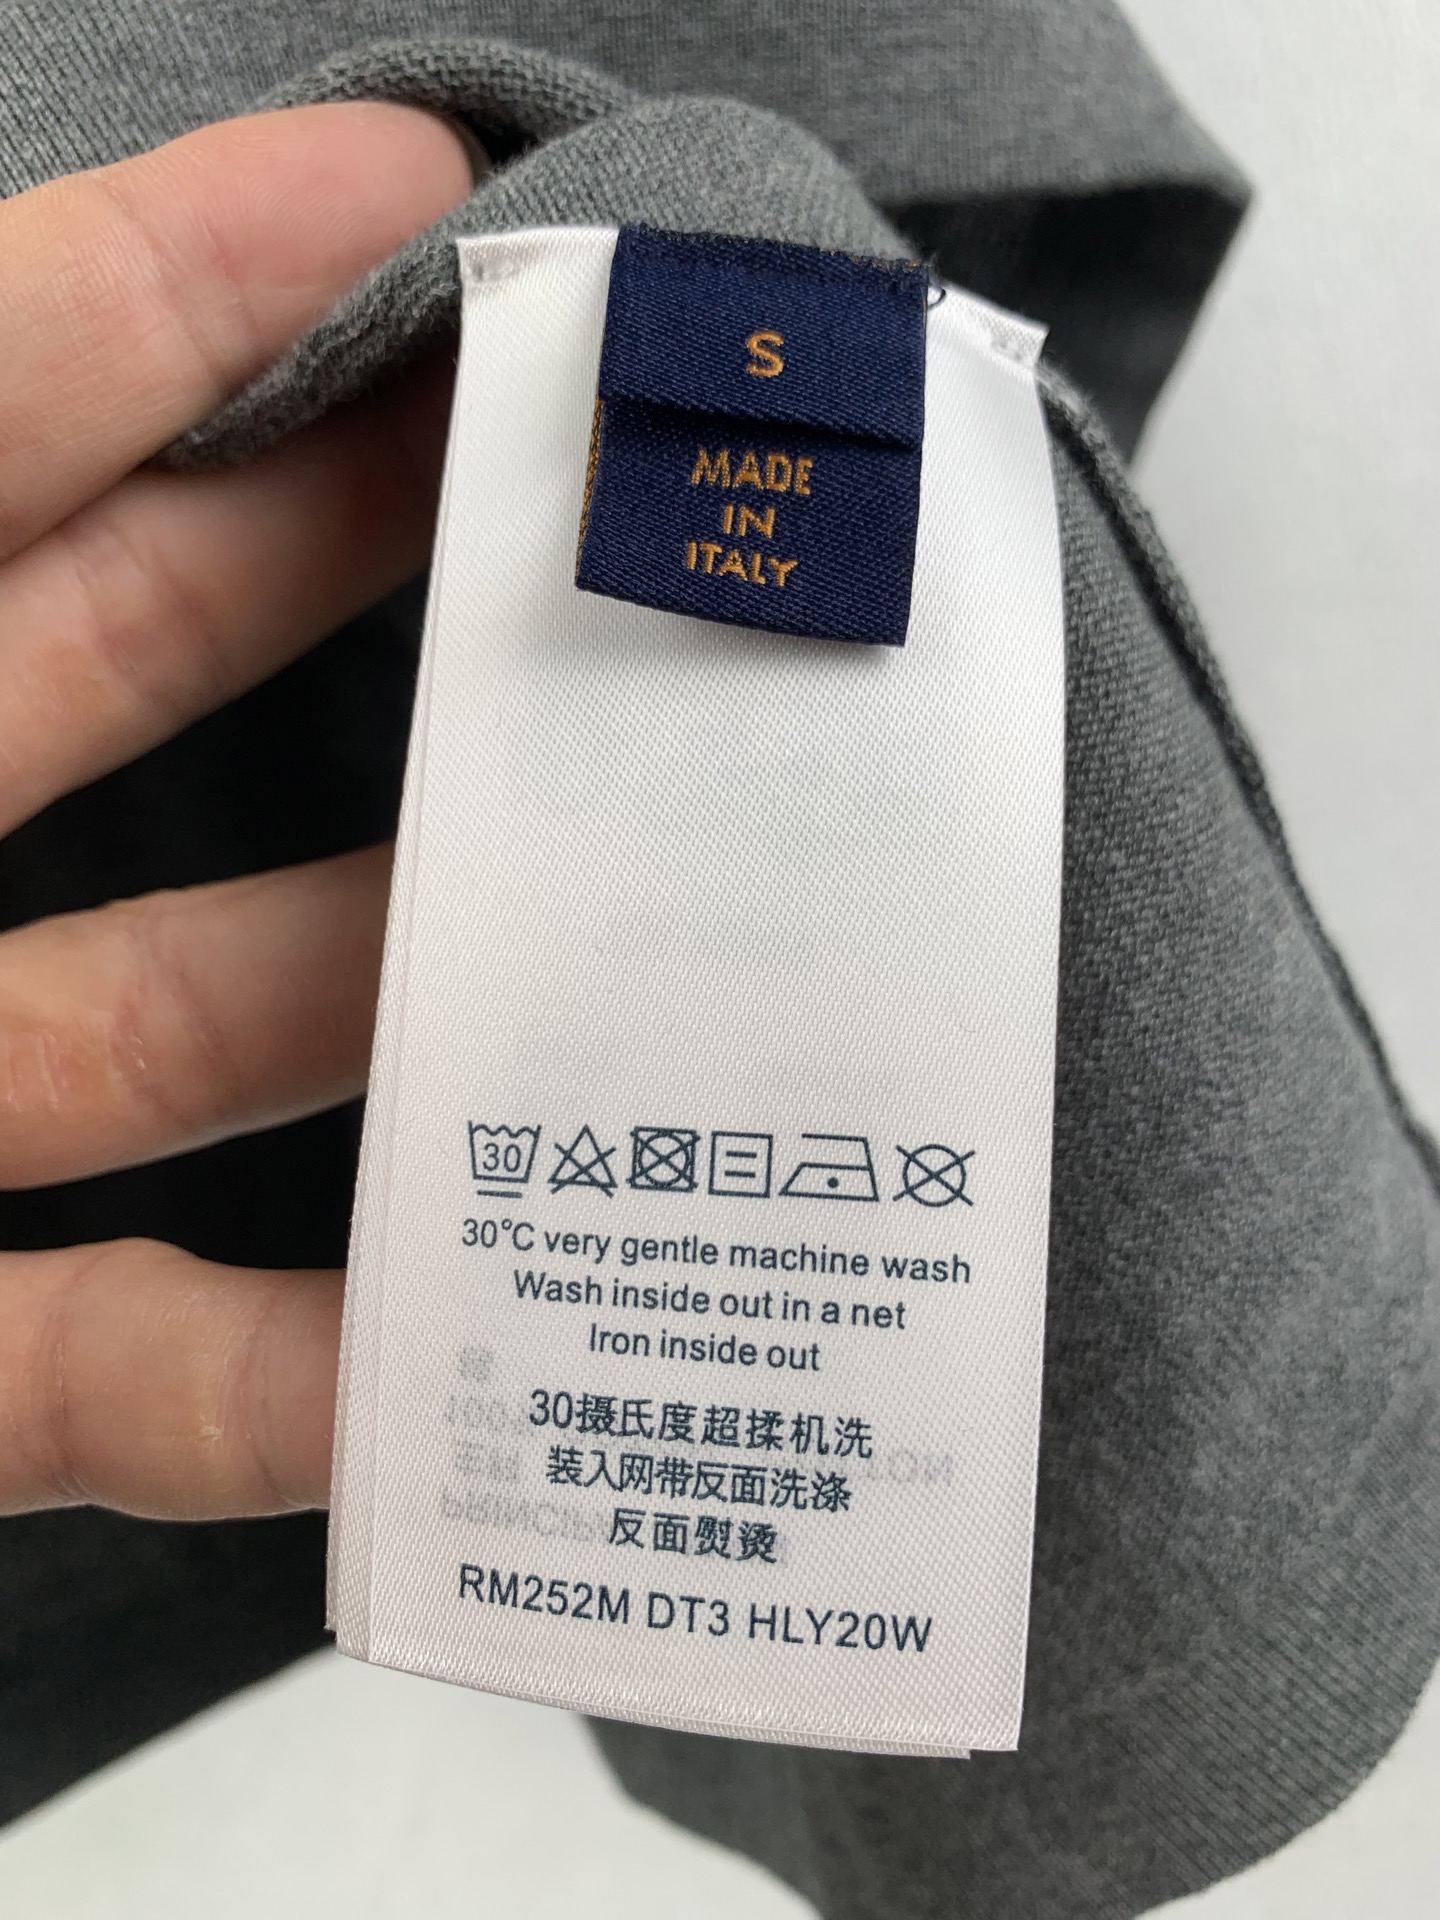 S
MADE
IN
ITALY
30
30°C very gentle machine wash
Wash inside out in a net
Iron inside out
30摄氏度超揉机洗
装入网带反面洗涤
反面熨烫
RM252M DT3 HLY20W